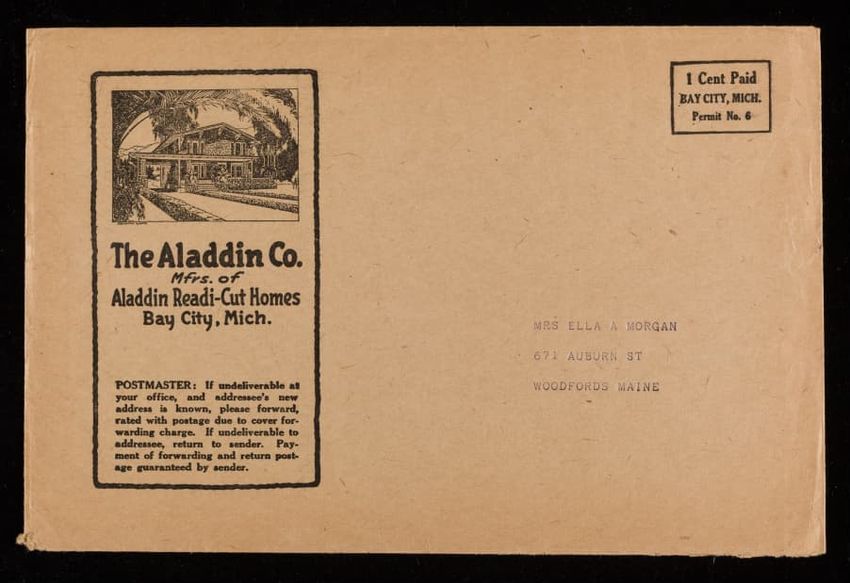 1 Cent Paid
BAY CITY, MICH.
Permit No. 6
The Aladdin Co.
Mfrs. of
Aladdin Readi-Cut Homes
Bay City, Mich.
POSTMASTER: If undeliverable at
your office, and addressee's new
address is known, please forward,
rated with postage due to cover for-
warding charge. If undeliverable to
addressee, return to sender. Pay-
ment of forwarding and return post-
age guaranteed by sender.
MRS ELLA A MORGAN
671 AUBURN ST
WOODFORDS MAINE